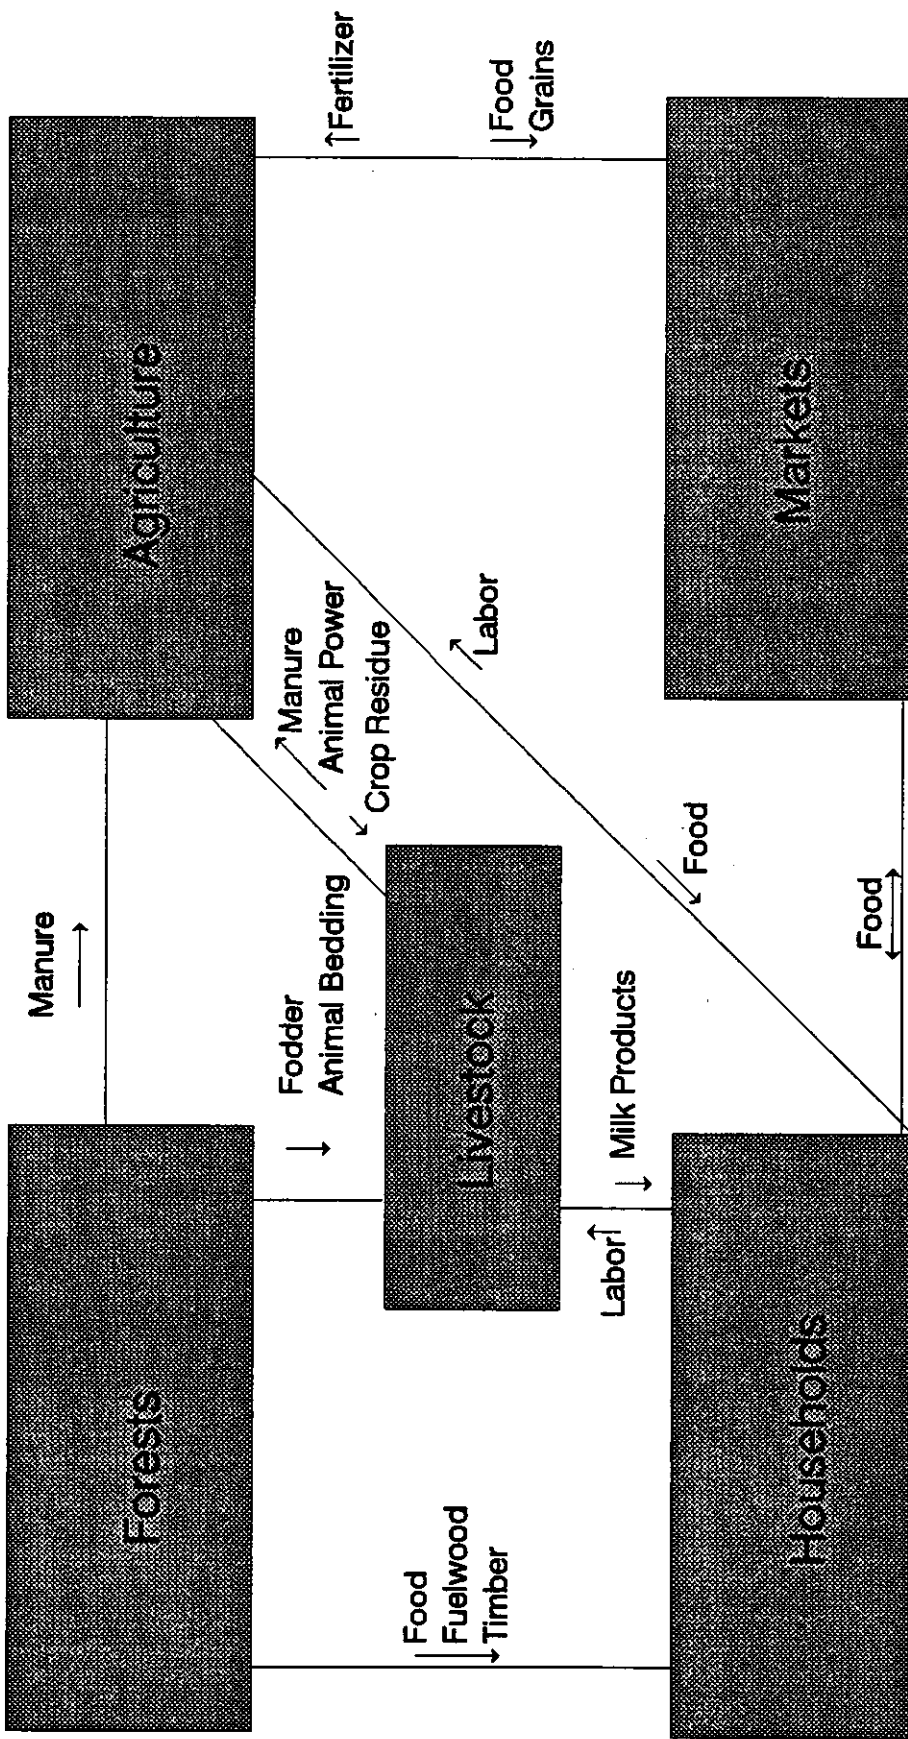 Forests
Manure
Agriculture
Fodder
Animal Bedding
Manure
Animal Power
Crop Residue
Fertilizer
Food
Grains
Food
Fuelwood
Timber
Livestock
Labor
Labor
Milk Products
Food
Households
Food
Markets